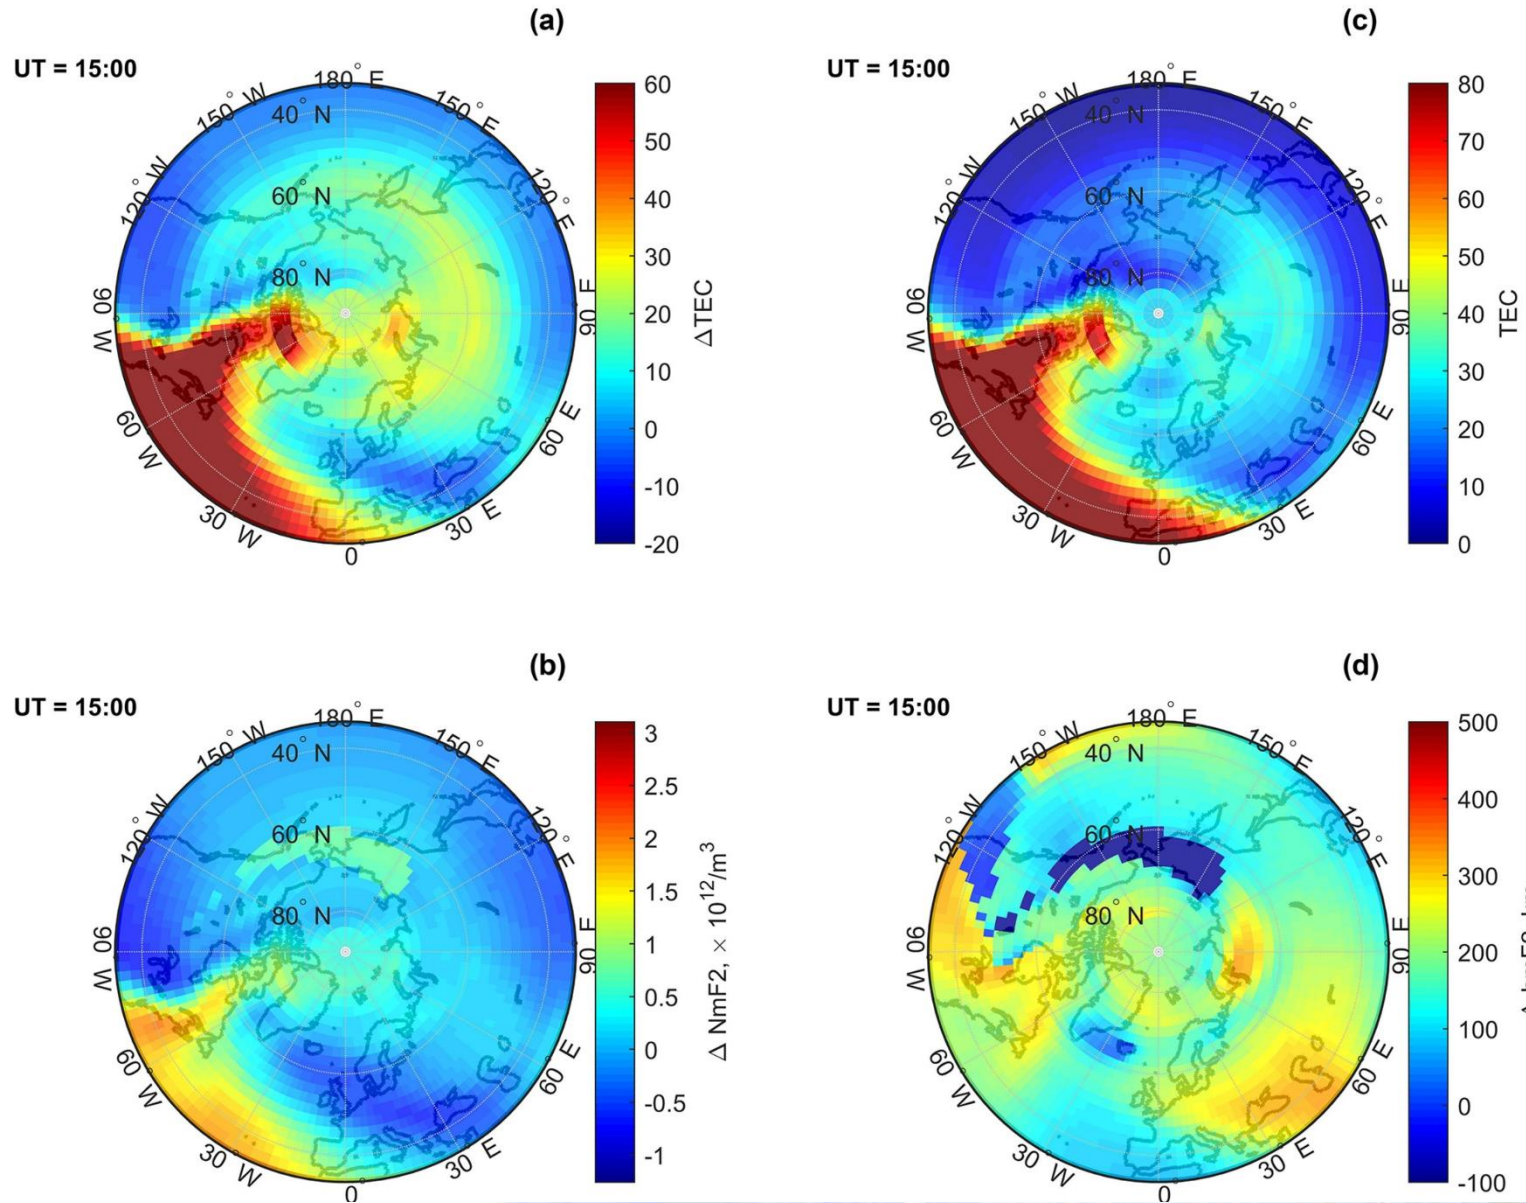 (a)
UT = 15:00
180° E
150° W
150° E
40° N
120° W
120° E
60° N
80° N
90 W
90 E
60 W
60 E
30 W
30 E
0
60
50
40
30
20
10
0
-10
-20
ΔTEC
(c)
UT = 15:00
180° E
150° W
150° E
40° N
120° W
120° E
60° N
80° N
90 W
90 E
60 W
60 E
30 W
30 E
0
80
70
60
50
40
30
20
10
0
TEC
(b)
UT = 15:00
180° E
150° W
150° E
40° N
120° W
120° E
60° N
80° N
90 W
90 E
60 W
60 E
30 W
30 E
0°
3
2.5
2
1.5
1
0.5
0
-0.5
-1
Δ NmF2, × 10¹²/m³
(d)
UT = 15:00
180° E
150° W
150° E
40° N
120° W
120° E
60° N
80° N
90 W
90 E
60 W
60 E
30 W
30 E
0°
500
400
300
200
100
0
-100